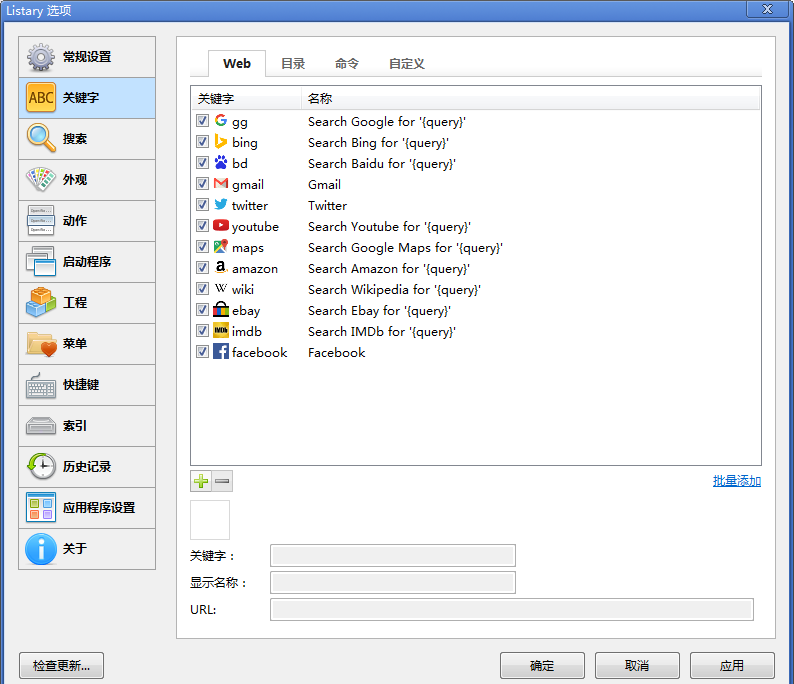 Listary 选项
常规设置
ABC 关键字
搜索
外观
动作
启动程序
工程
菜单
快捷键
索引
历史记录
应用程序设置
关于
Web 目录 命令 自定义
关键字 名称
gg Search Google for '{query}'
bing Search Bing for '{query}'
bd Search Baidu for '{query}'
gmail Gmail
twitter Twitter
youtube Search Youtube for '{query}'
maps Search Google Maps for '{query}'
amazon Search Amazon for '{query}'
wiki Search Wikipedia for '{query}'
ebay Search Ebay for '{query}'
imdb Search IMDb for '{query}'
facebook Facebook
批量添加
关键字：
显示名称：
URL:
检查更新... 确定 取消 应用